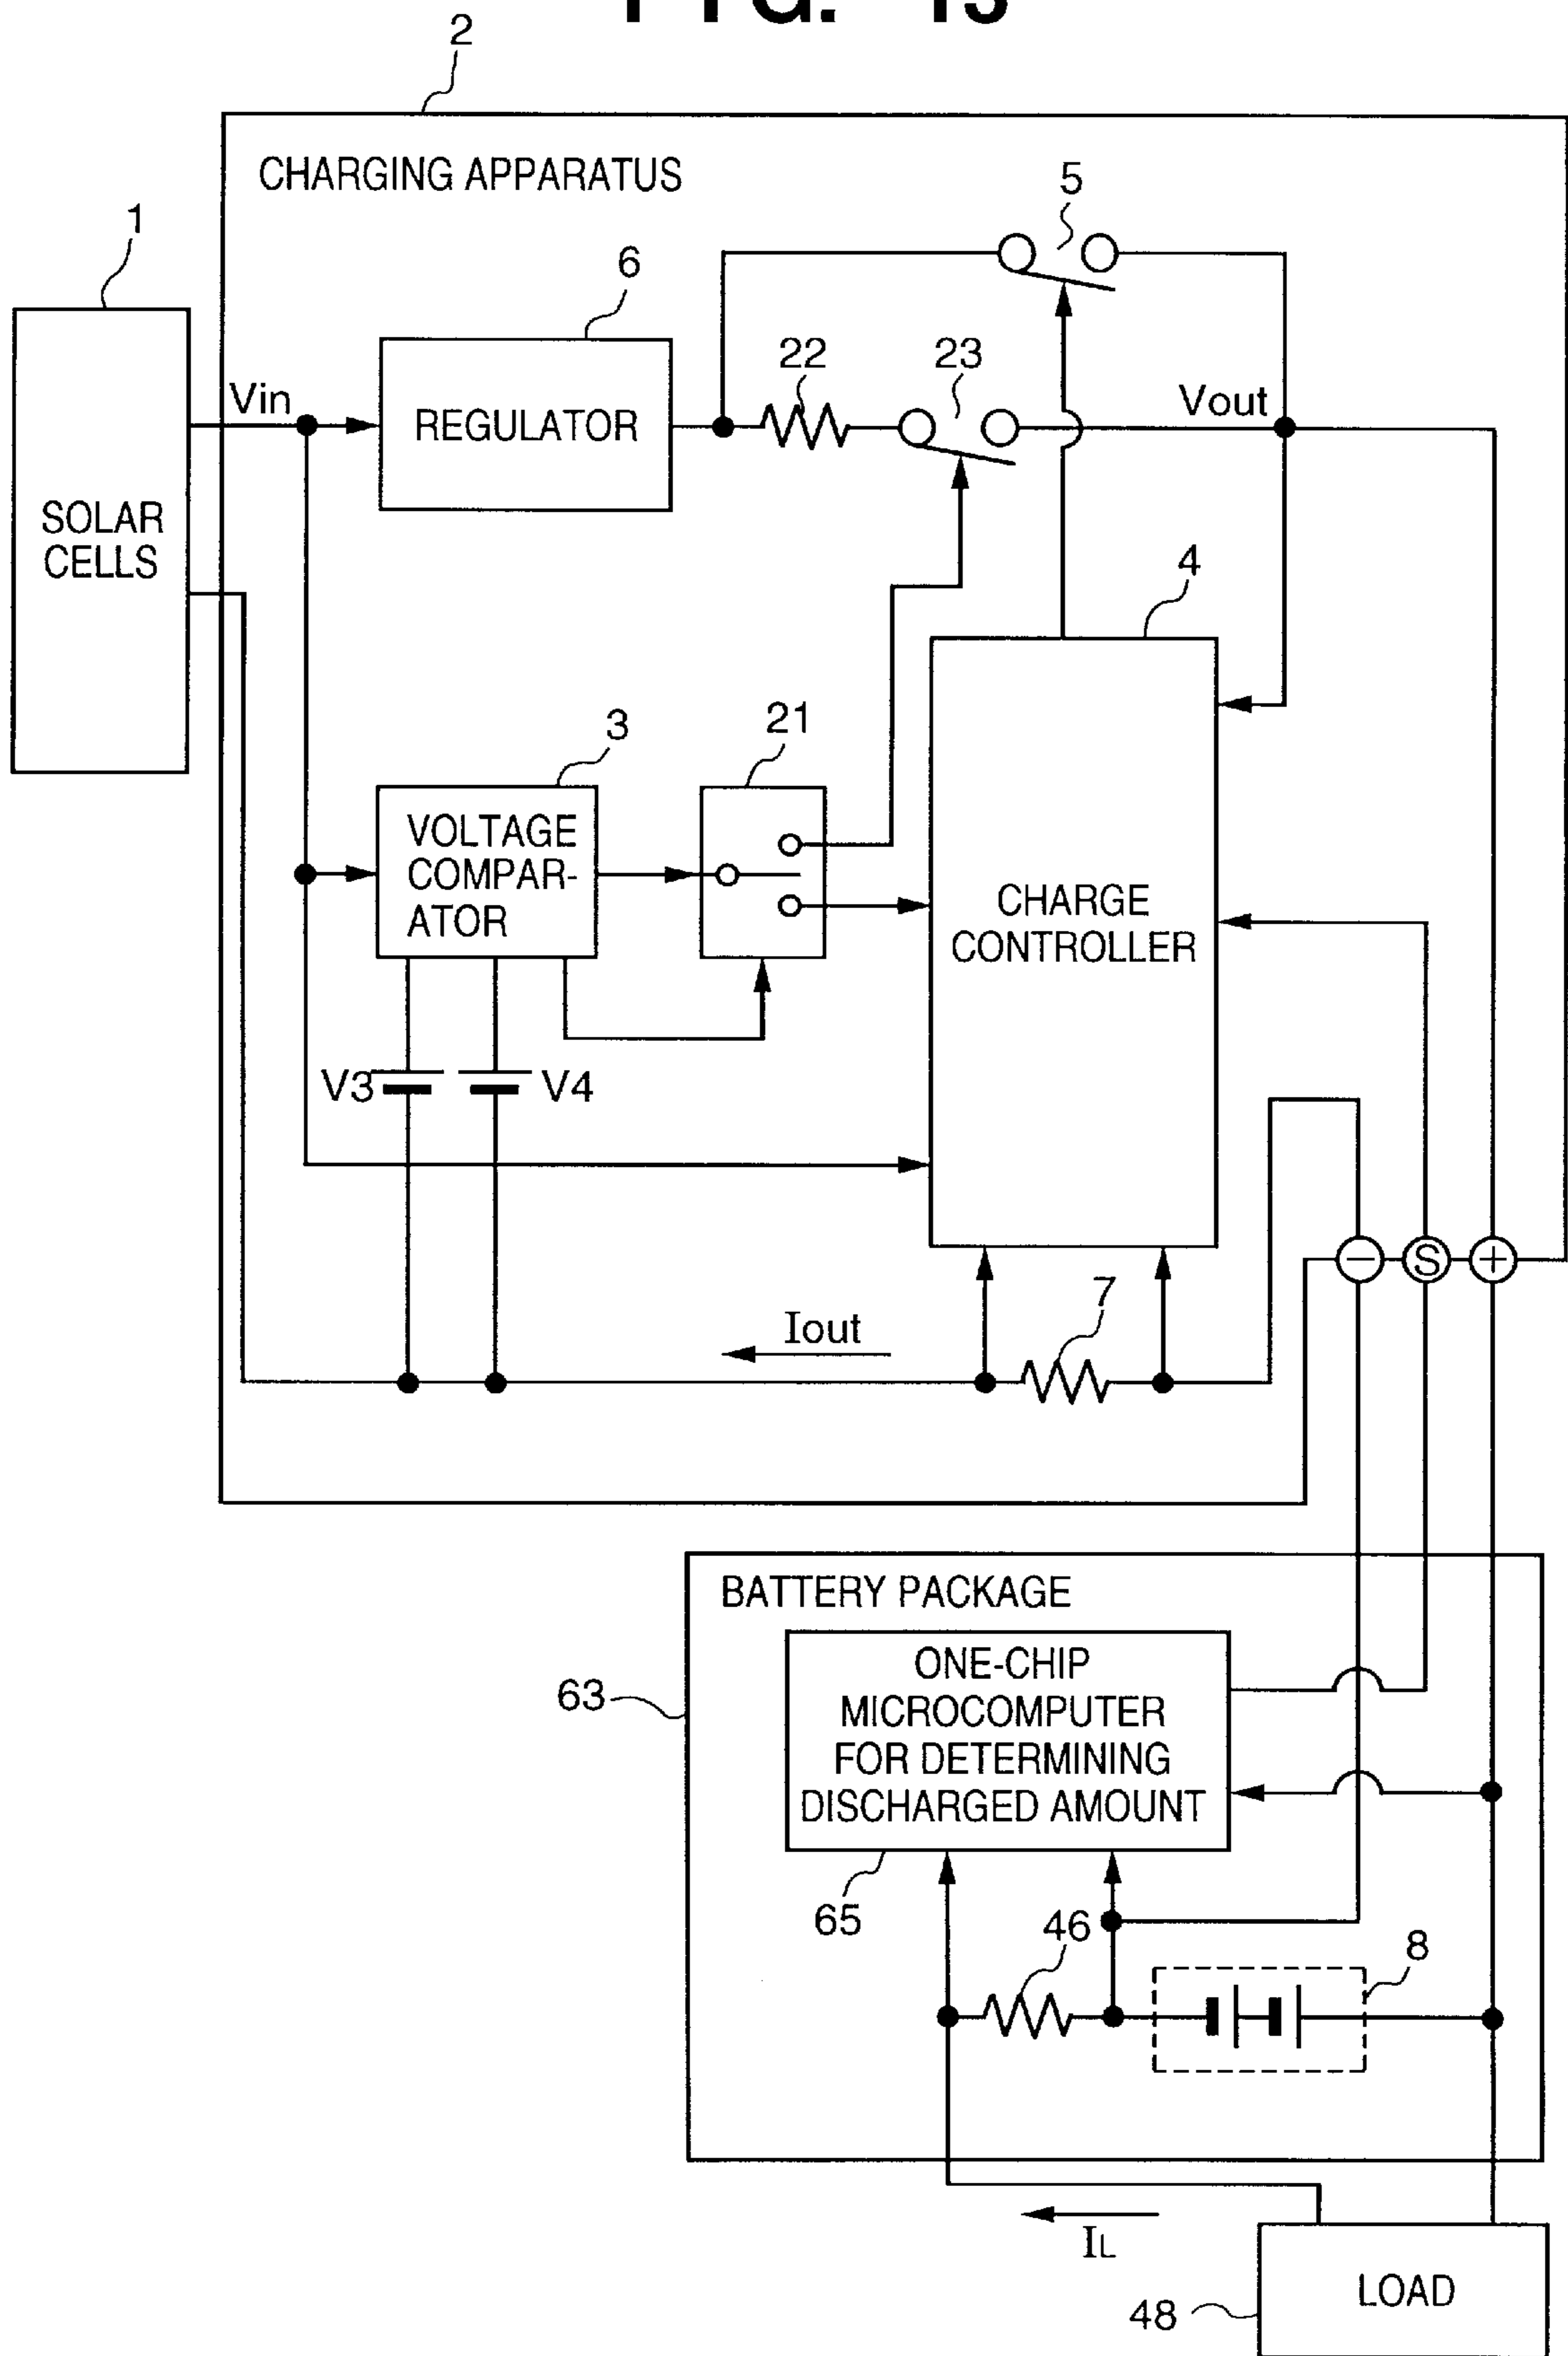 2
CHARGING APPARATUS
5
1
6
22
23
Vin
REGULATOR
Vout
SOLAR
CELLS
4
3
21
VOLTAGE
COMPAR-
ATOR
CHARGE
CONTROLLER
V3
V4
−
S
+
7
Iout
BATTERY PACKAGE
63
ONE-CHIP
MICROCOMPUTER
FOR DETERMINING
DISCHARGED AMOUNT
65
46
8
IL
LOAD
48